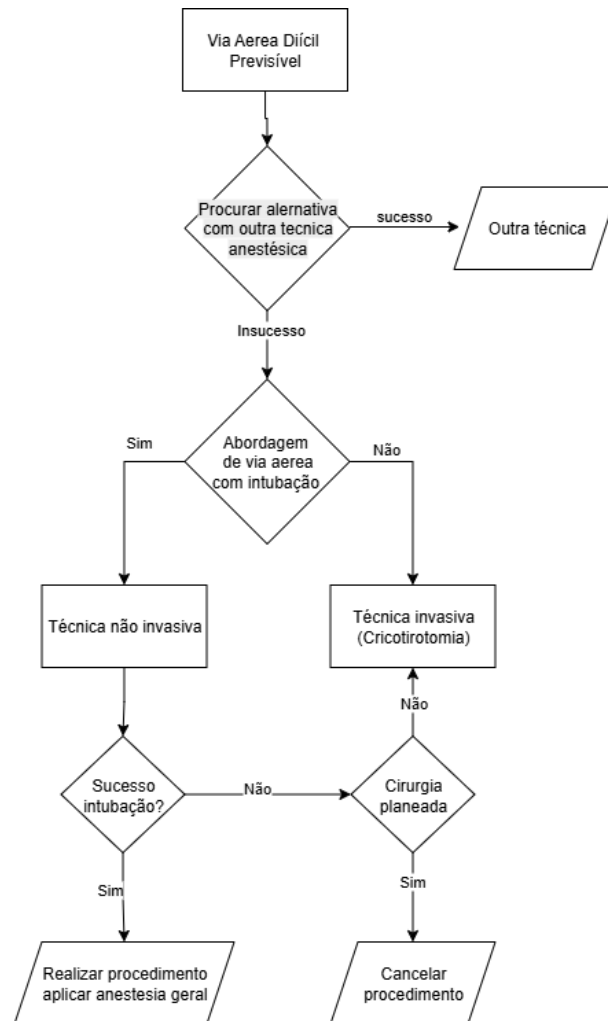 Via Aerea Diícil
Previsível
Procurar alernativa
com outra tecnica
anestésica
sucesso
Outra técnica
Insucesso
Sim
Abordagem
de via aerea
com intubação
Não
Técnica não invasiva
Técnica invasiva
(Cricotirotomia)
Não
Sucesso
intubação?
Não
Cirurgia
planeada
Sim
Sim
Realizar procedimento
aplicar anestesia geral
Cancelar
procedimento